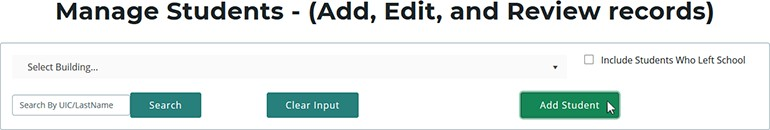 Manage Students - (Add, Edit, and Review records)
Select Building...
Include Students Who Left School
Search By UIC/LastName
Search
Clear Input
Add Student